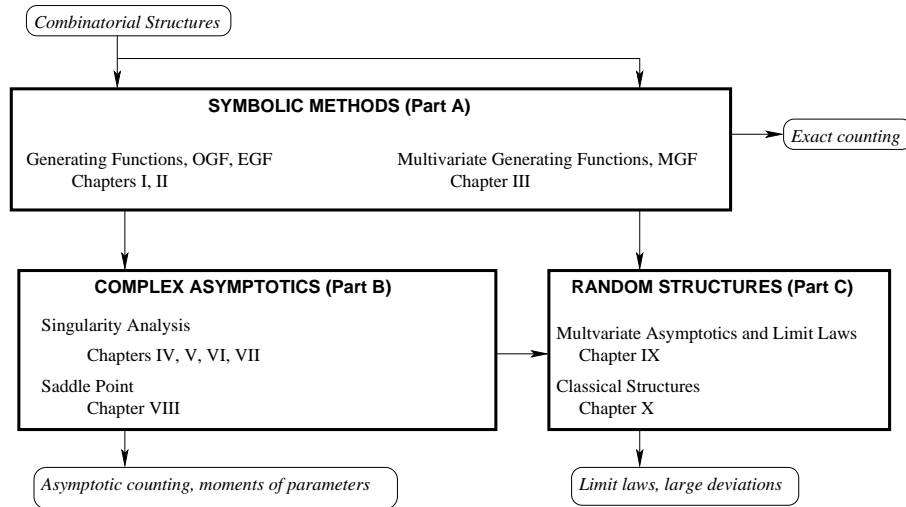 Combinatorial Structures
SYMBOLIC METHODS (Part A)
Generating Functions, OGF, EGF
Chapters I, II
Multivariate Generating Functions, MGF
Chapter III
Exact counting
COMPLEX ASYMPTOTICS (Part B)
Singularity Analysis
Chapters IV, V, VI, VII
Saddle Point
Chapter VIII
RANDOM STRUCTURES (Part C)
Multvariate Asymptotics and Limit Laws
Chapter IX
Classical Structures
Chapter X
Asymptotic counting, moments of parameters
Limit laws, large deviations